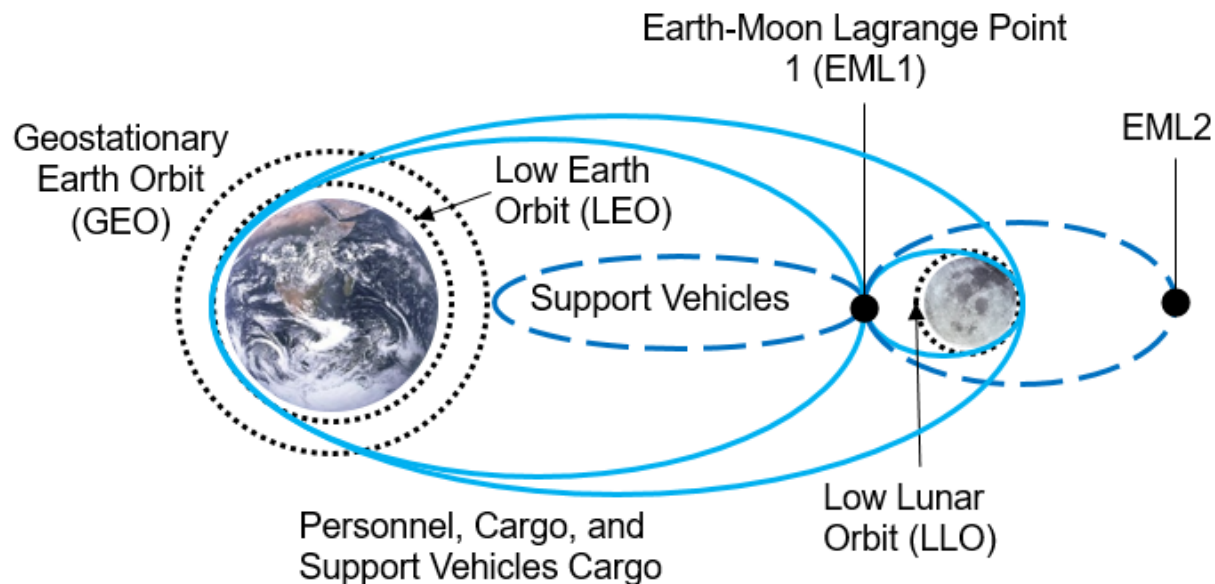 Earth-Moon Lagrange Point
1 (EML1)
EML2
Geostationary
Earth Orbit
(GEO)
Low Earth
Orbit (LEO)
Support Vehicles
Low Lunar
Orbit (LLO)
Personnel, Cargo, and
Support Vehicles Cargo